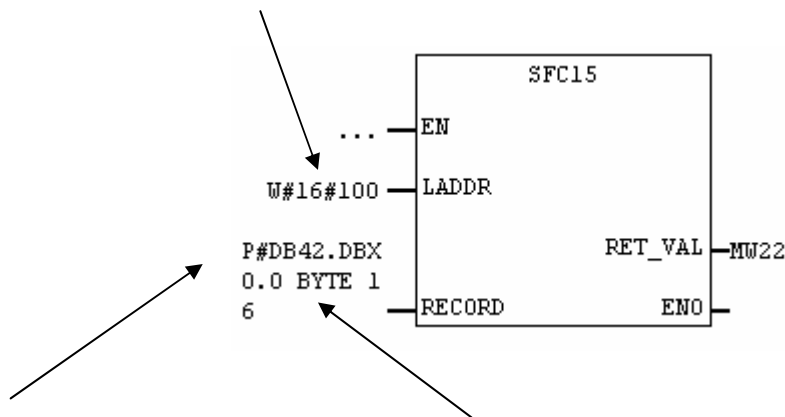 SFC15
... EN
W#16#100 LADDR
P#DB42.DBX RET_VAL MW22
0.0 BYTE 1
6 RECORD ENO